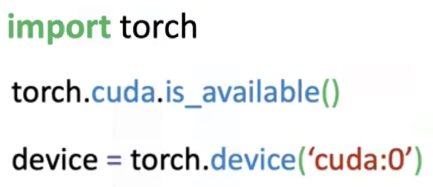 import torch
torch.cuda.is_available()
device = torch.device(‘cuda:0’)